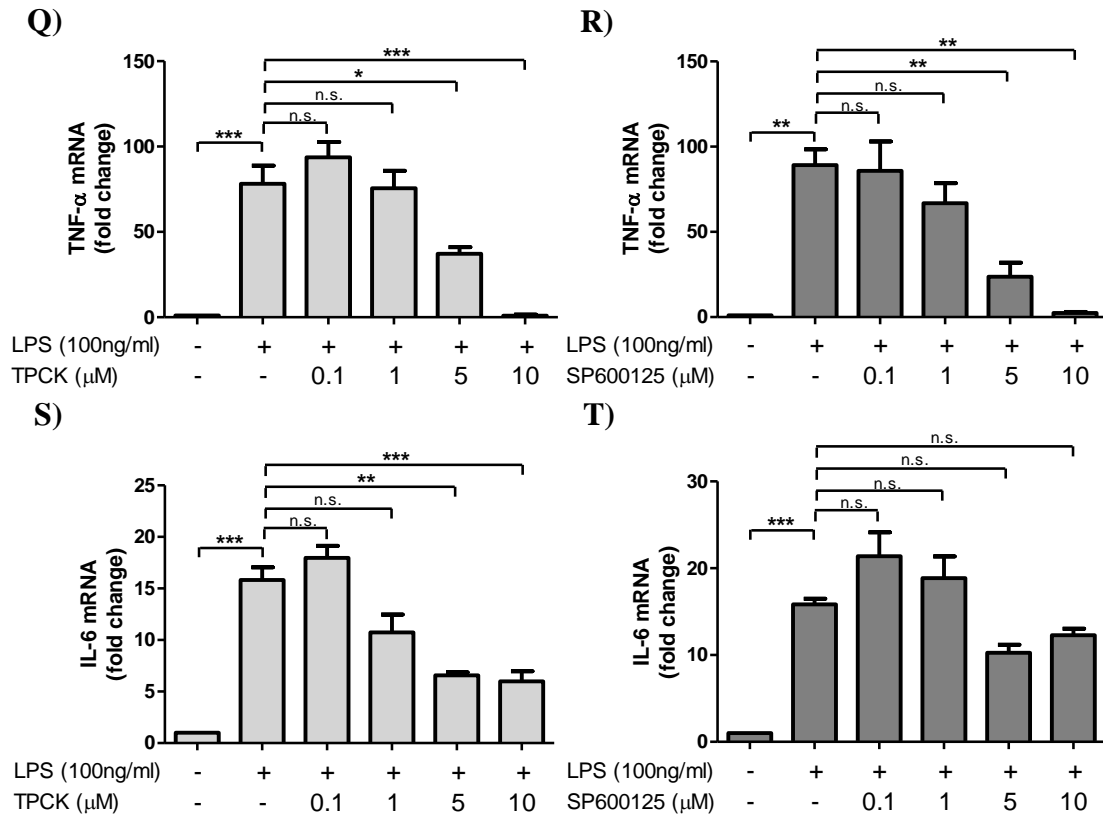 Q)
***
*
n.s.
n.s.
***
150
100
50
0
TNF-α mRNA
(fold change)
LPS (100ng/ml) - + + + + +
TPCK (μM) - - 0.1 1 5 10
R)
**
**
n.s.
n.s.
**
150
100
50
0
TNF-α mRNA
(fold change)
LPS (100ng/ml) - + + + + +
SP600125 (μM) - - 0.1 1 5 10
S)
***
**
n.s.
n.s.
***
25
20
15
10
5
0
IL-6 mRNA
(fold change)
LPS (100ng/ml) - + + + + +
TPCK (μM) - - 0.1 1 5 10
T)
n.s.
n.s.
n.s.
n.s.
***
30
20
10
0
IL-6 mRNA
(fold change)
LPS (100ng/ml) - + + + + +
SP600125 (μM) - - 0.1 1 5 10